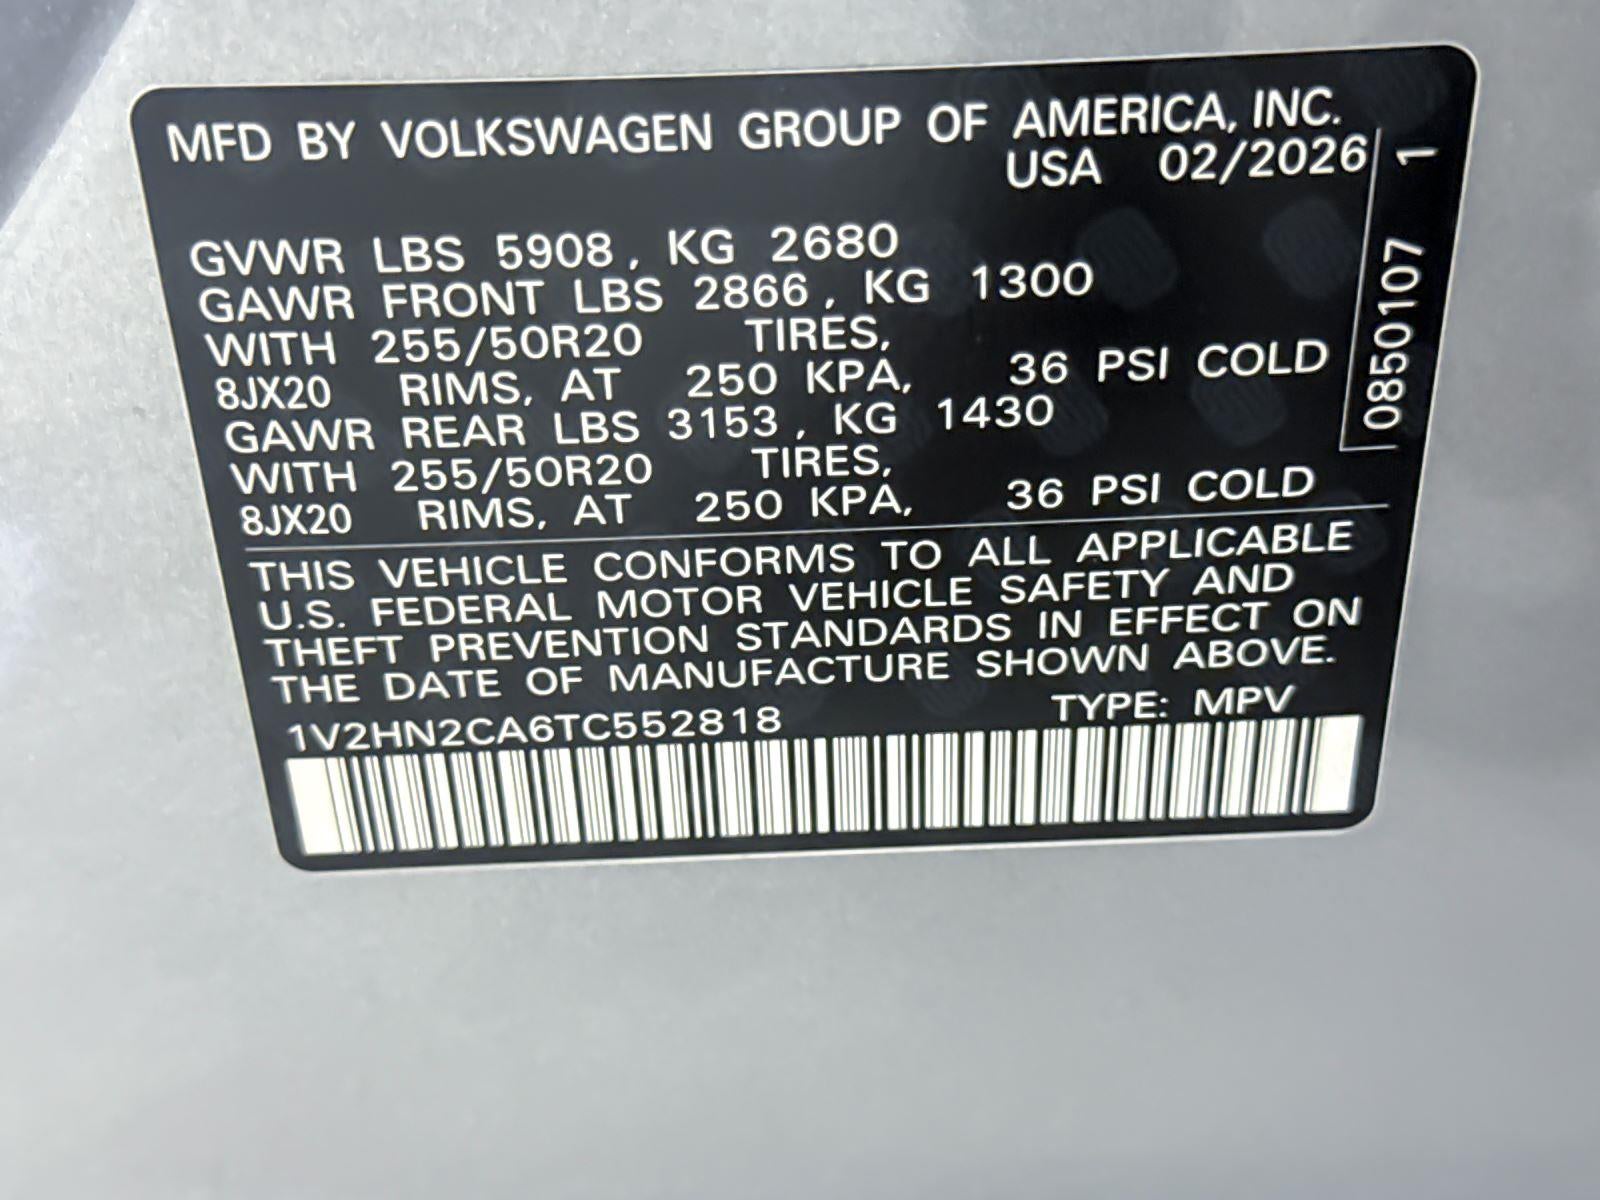 MFD BY VOLKSWAGEN GROUP OF AMERICA, INC.
USA 02/2026
GVWR LBS 5908, KG 2680
GAWR FRONT LBS 2866, KG 1300
WITH 255/50R20 TIRES,
8JX20 RIMS, AT 250 KPA, 36 PSI COLD
GAWR REAR LBS 3153, KG 1430
WITH 255/50R20 TIRES,
8JX20 RIMS, AT 250 KPA, 36 PSI COLD
THIS VEHICLE CONFORMS TO ALL APPLICABLE
U.S. FEDERAL MOTOR VEHICLE SAFETY AND
THEFT PREVENTION STANDARDS IN EFFECT ON
THE DATE OF MANUFACTURE SHOWN ABOVE.
1V2HN2CA6TC552818 TYPE: MPV
0850107 1